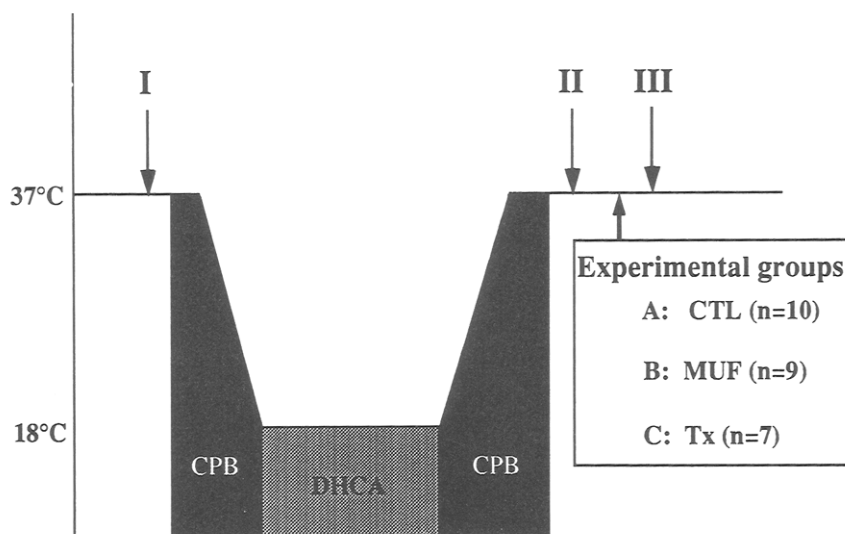 I
II
III
37°C
Experimental groups
A: CTL (n=10)
B: MUF (n=9)
C: Tx (n=7)
18°C
CPB
DHCA
CPB